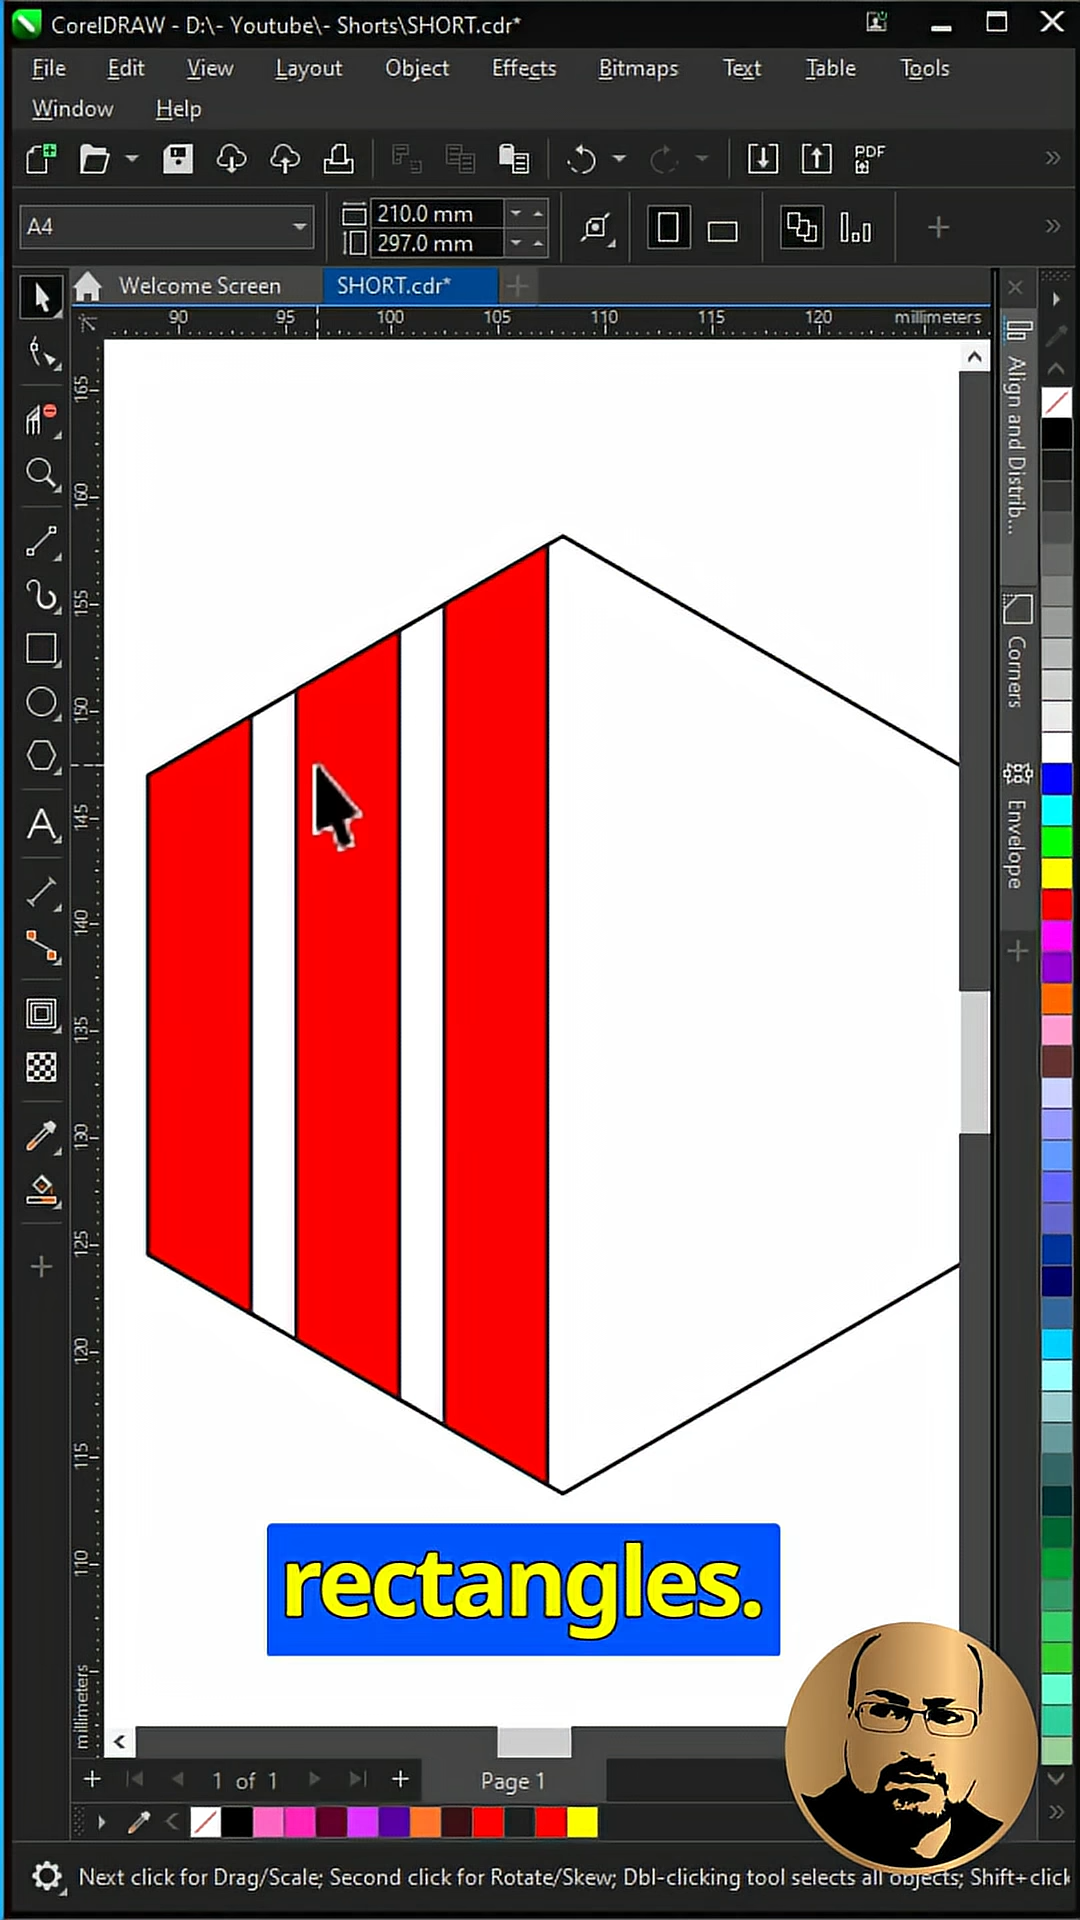 CorelDRAW - D:\- Youtube\- Shorts\SHORT.cdr*
File Edit View Layout Object Effects Bitmaps Text Table Tools
Window Help
PDF
A4
210.0 mm
297.0 mm
Welcome Screen
SHORT.cdr*
90 95 100 105 110 115 120 millimeters
165
160
155
150
145
140
135
130
125
120
115
110
millimeters
Align and Distrib...
Corners
Envelope
rectangles.
1 of 1
Page 1
Next click for Drag/Scale; Second click for Rotate/Skew; Dbl-clicking tool selects all objects; Shift+click